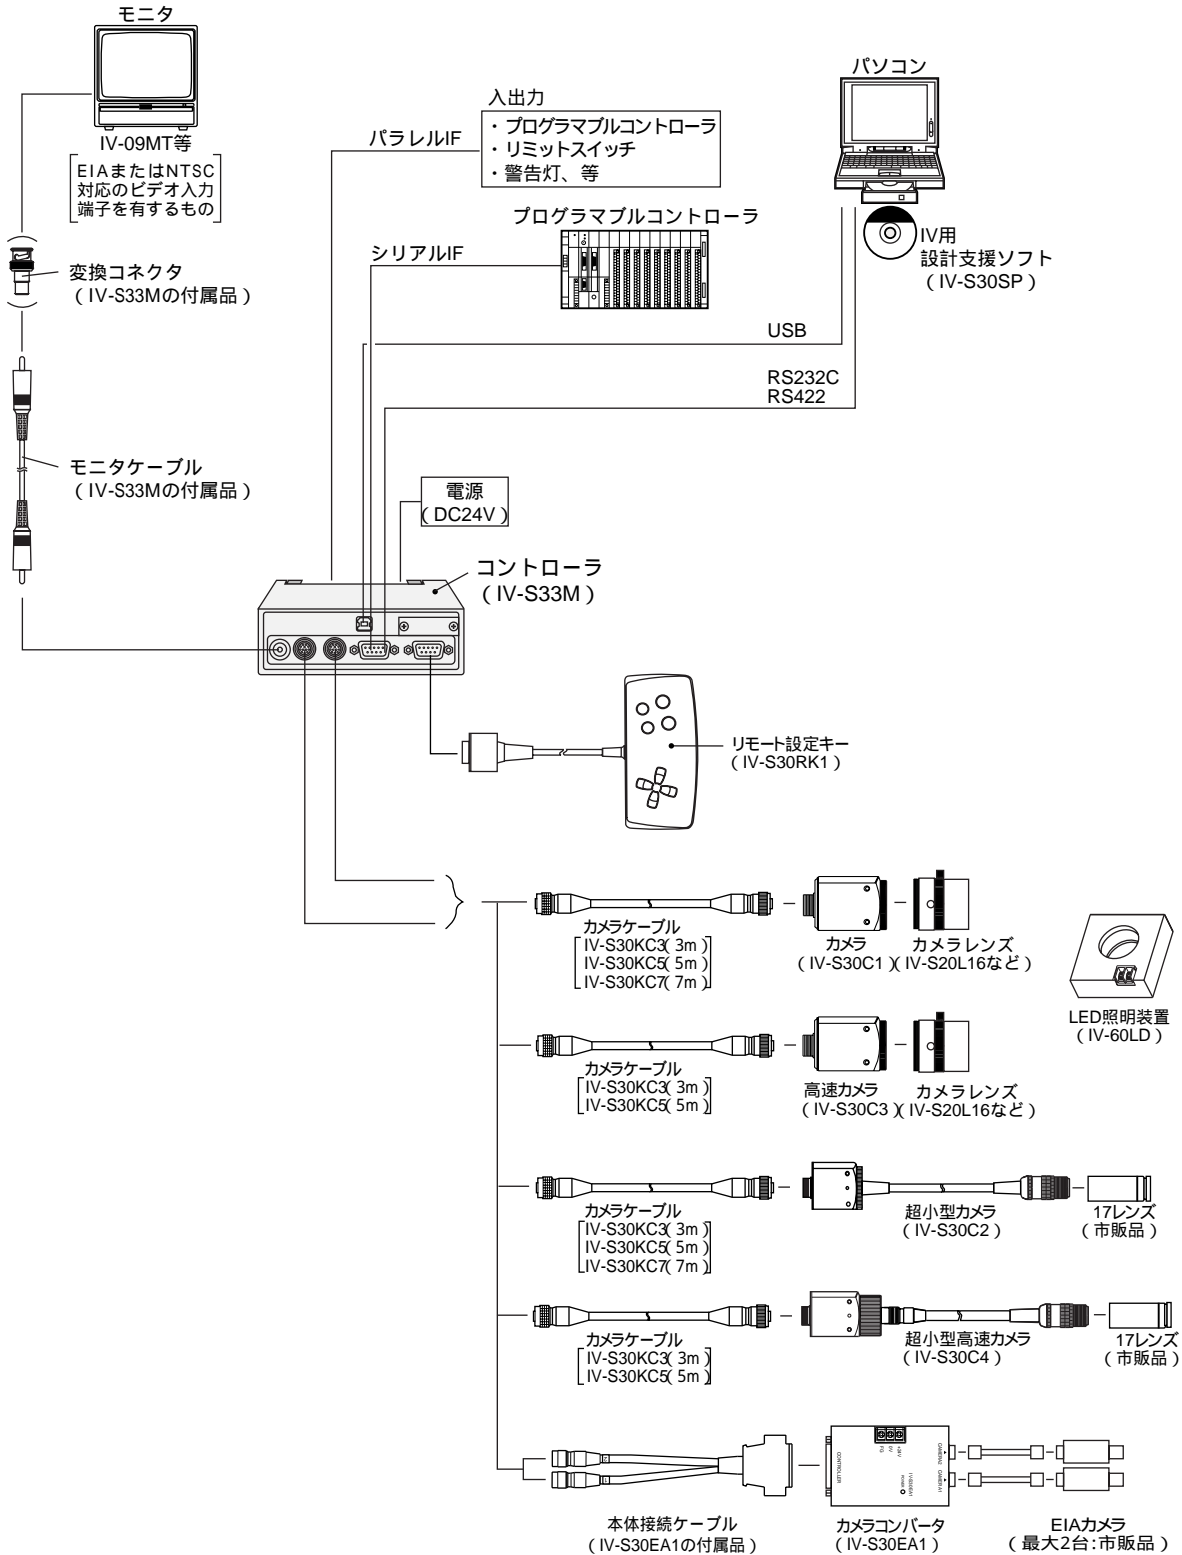 モニタ
IV-09MT等
EIAまたはNTSC
対応のビデオ入力
端子を有するもの
変換コネクタ
(IV-S33Mの付属品)
モニタケーブル
(IV-S33Mの付属品)
パラレルIF
入出力
・プログラマブルコントローラ
・リミットスイッチ
・警告灯、等
シリアルIF
プログラマブルコントローラ
パソコン
IV用
設計支援ソフト
(IV-S30SP)
USB
RS232C
RS422
電源
(DC24V)
コントローラ
(IV-S33M)
リモート設定キー
(IV-S30RK1)
カメラケーブル
IV-S30KC3(3m)
IV-S30KC5(5m)
IV-S30KC7(7m)
カメラ
(IV-S30C1)
カメラレンズ
(IV-S20L16など)
LED照明装置
(IV-60LD)
カメラケーブル
IV-S30KC3(3m)
IV-S30KC5(5m)
高速カメラ
(IV-S30C3)
カメラレンズ
(IV-S20L16など)
カメラケーブル
IV-S30KC3(3m)
IV-S30KC5(5m)
IV-S30KC7(7m)
超小型カメラ
(IV-S30C2)
17レンズ
(市販品)
カメラケーブル
IV-S30KC3(3m)
IV-S30KC5(5m)
超小型高速カメラ
(IV-S30C4)
17レンズ
(市販品)
本体接続ケーブル
(IV-S30EA1の付属品)
CONTROLLER
FG
0V
+24V
POWER
IV-S30EA1
CAMERA2
CAMERA1
カメラコンバータ
(IV-S30EA1)
EIAカメラ
(最大2台:市販品)